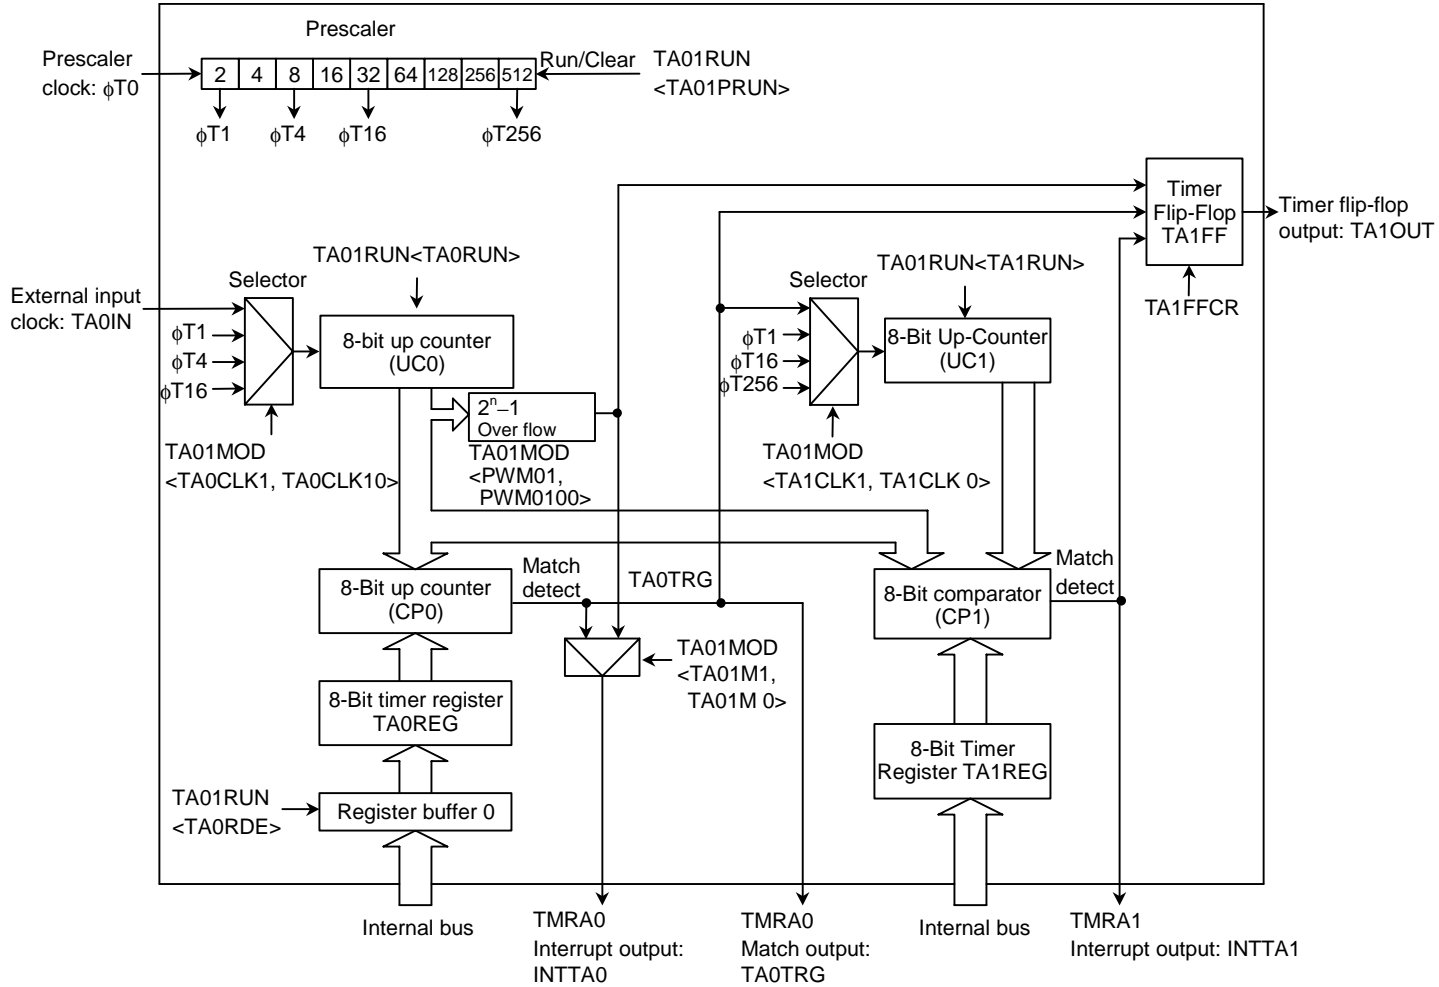 Prescaler
Prescaler
clock: ϕT0
2 4 8 16 32 64 128 256 512
Run/Clear
TA01RUN
<TA01PRUN>
ϕT1
ϕT4
ϕT16
ϕT256
Timer
Flip-Flop
TA1FF
Timer flip-flop
output: TA1OUT
TA1FFCR
External input
clock: TA0IN
Selector
ϕT1
ϕT4
ϕT16
TA01MOD
<TA0CLK1, TA0CLK10>
TA01RUN<TA0RUN>
8-bit up counter
(UC0)
2ⁿ–1
Over flow
TA01MOD
<PWM01,
PWM0100>
Selector
ϕT1
ϕT16
ϕT256
TA01MOD
<TA1CLK1, TA1CLK 0>
TA01RUN<TA1RUN>
8-Bit Up-Counter
(UC1)
8-Bit up counter
(CP0)
Match
detect
TA0TRG
8-Bit comparator
(CP1)
Match
detect
TA01MOD
<TA01M1,
TA01M 0>
8-Bit timer register
TA0REG
8-Bit Timer
Register TA1REG
TA01RUN
<TA0RDE>
Register buffer 0
Internal bus
TMRA0
Interrupt output:
INTTA0
TMRA0
Match output:
TA0TRG
Internal bus
TMRA1
Interrupt output: INTTA1